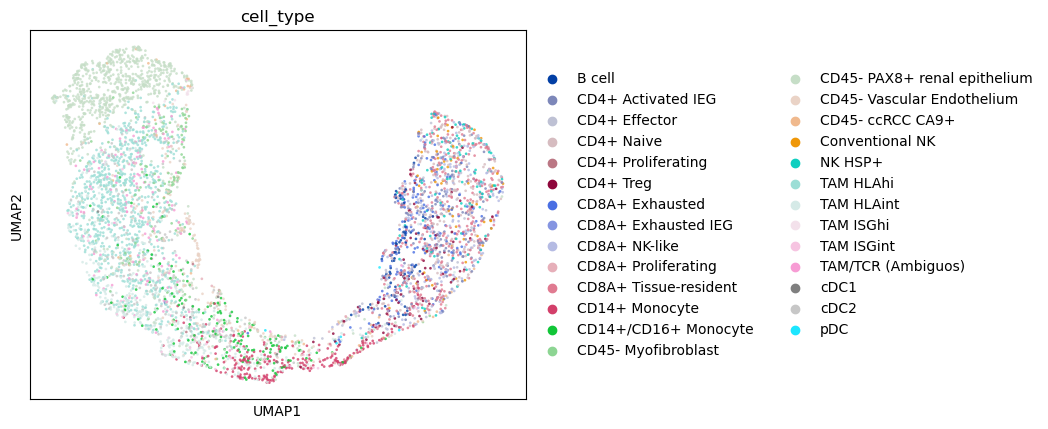 cell_type
UMAP2
UMAP1
B cell
CD4+ Activated IEG
CD4+ Effector
CD4+ Naive
CD4+ Proliferating
CD4+ Treg
CD8A+ Exhausted
CD8A+ Exhausted IEG
CD8A+ NK-like
CD8A+ Proliferating
CD8A+ Tissue-resident
CD14+ Monocyte
CD14+/CD16+ Monocyte
CD45- Myofibroblast
CD45- PAX8+ renal epithelium
CD45- Vascular Endothelium
CD45- ccRCC CA9+
Conventional NK
NK HSP+
TAM HLAhi
TAM HLAint
TAM ISGhi
TAM ISGint
TAM/TCR (Ambiguos)
cDC1
cDC2
pDC